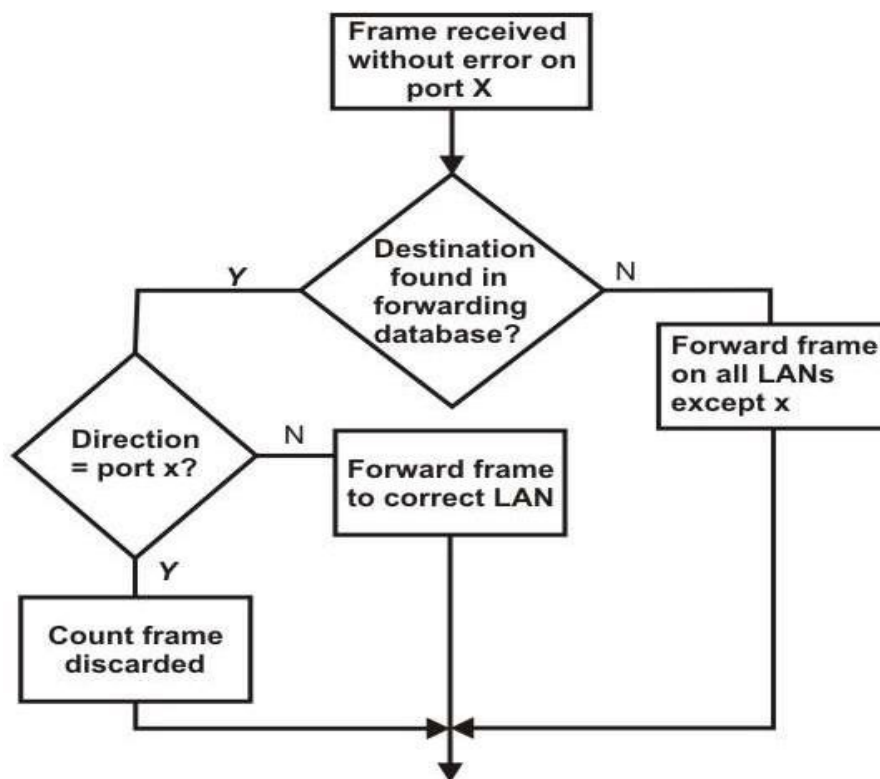 Frame received
without error on
port X
Destination
found in
forwarding
database?
Y
N
Forward frame
on all LANs
except x
Direction
= port x?
N
Forward frame
to correct LAN
Y
Count frame
discarded